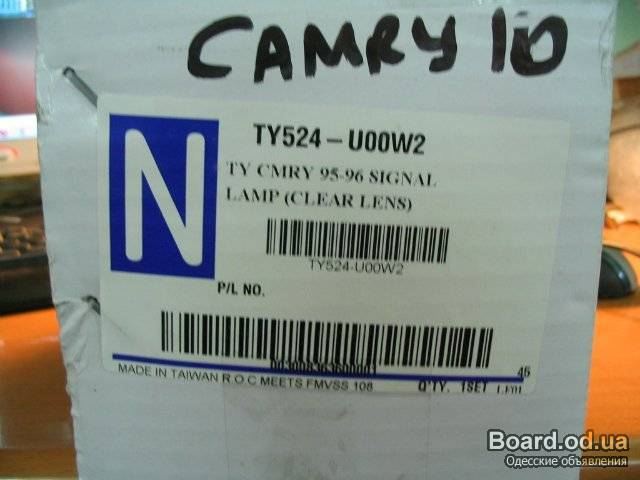 CAMRY 10
N
TY524-U00W2
TY CMRY 95-96 SIGNAL
LAMP (CLEAR LENS)
TY524-U00W2
P/L NO.
45
MADE IN TAIWAN R O C MEETS FMVSS 108
Q'TY. 1SET
Board.od.ua
Одесские объявления